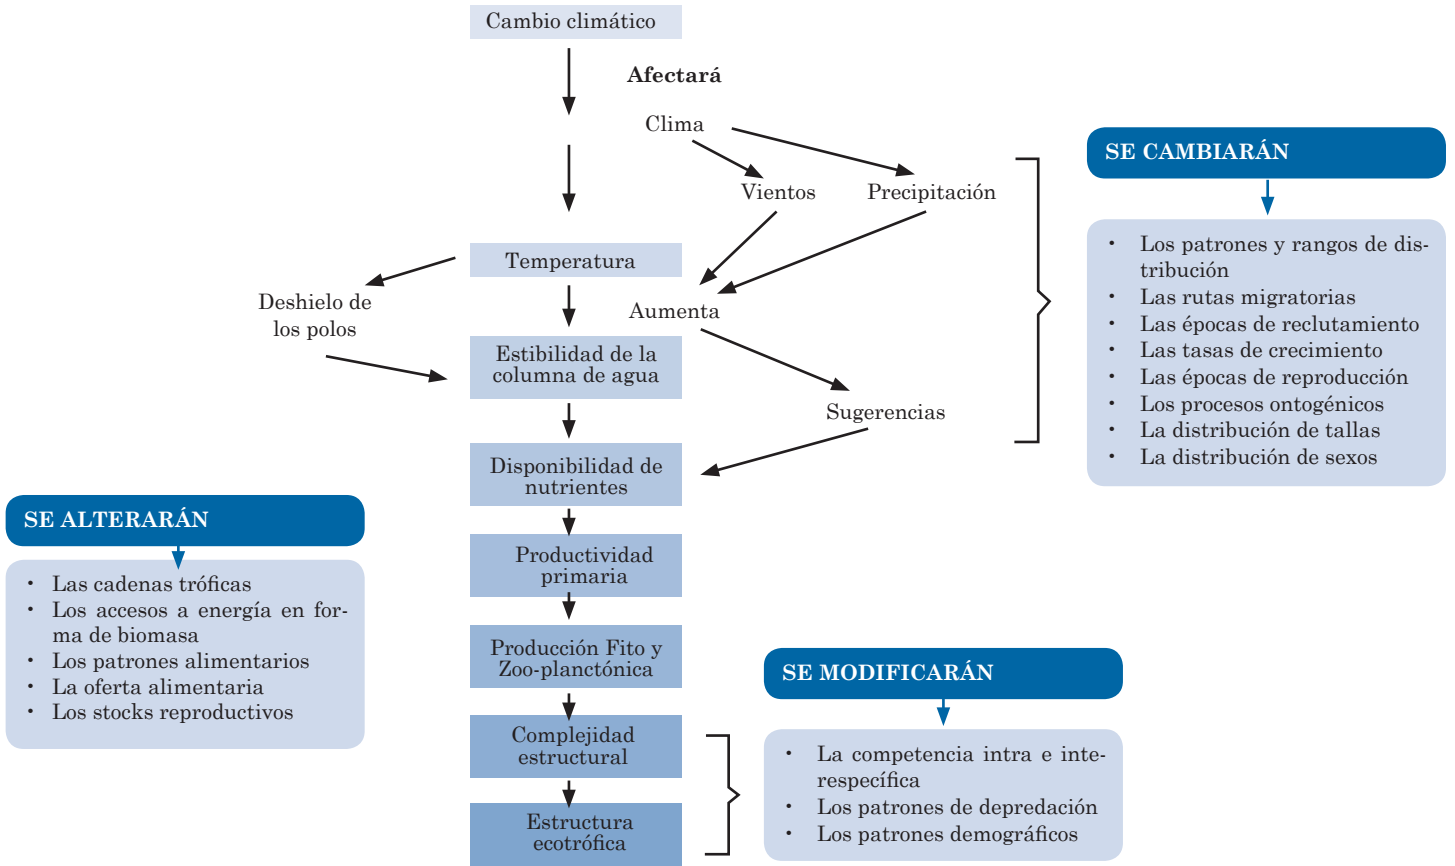 Cambio climático
Afectará
Clima
Vientos
Precipitación
Temperatura
Deshielo de
los polos
Aumenta
Estibilidad de la
columna de agua
Sugerencias
Disponibilidad de
nutrientes
Productividad
primaria
Producción Fito y
Zoo-planctónica
Complejidad
estructural
Estructura
ecotrófica
SE CAMBIARÁN
• Los patrones y rangos de dis-
tribución
• Las rutas migratorias
• Las épocas de reclutamiento
• Las tasas de crecimiento
• Las épocas de reproducción
• Los procesos ontogénicos
• La distribución de tallas
• La distribución de sexos
SE ALTERARÁN
• Las cadenas tróficas
• Los accesos a energía en for-
ma de biomasa
• Los patrones alimentarios
• La oferta alimentaria
• Los stocks reproductivos
SE MODIFICARÁN
• La competencia intra e inte-
respecífica
• Los patrones de depredación
• Los patrones demográficos